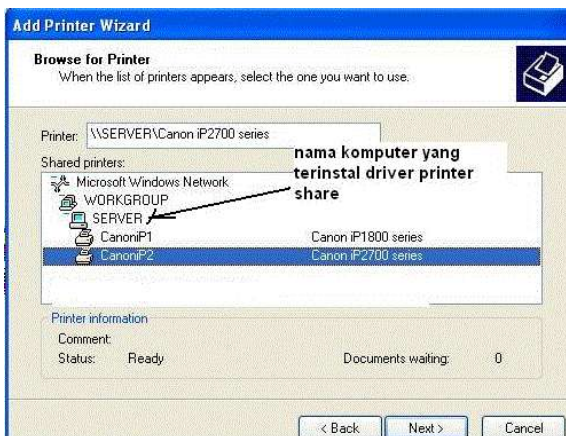 Add Printer Wizard
Browse for Printer
When the list of printers appears, select the one you want to use.
Printer: \\SERVER\Canon iP2700 series
Shared printers:
nama komputer yang
terinstal driver printer
share
Microsoft Windows Network
WORKGROUP
SERVER
CanoniP1 Canon iP1800 series
CanoniP2 Canon iP2700 series
Printer information
Comment:
Status: Ready Documents waiting: 0
< Back Next > Cancel